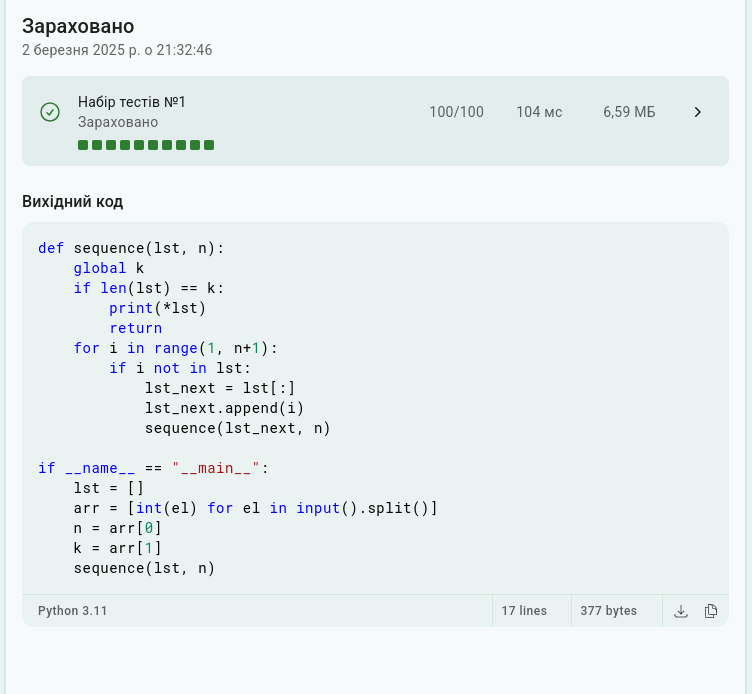 Зараховано
2 березня 2025 р. о 21:32:46
Набір тестів №1
Зараховано
100/100 104 мс 6,59 МБ
Вихідний код
def sequence(lst, n):
    global k
    if len(lst) == k:
        print(*lst)
        return
    for i in range(1, n+1):
        if i not in lst:
            lst_next = lst[:]
            lst_next.append(i)
            sequence(lst_next, n)

if __name__ == "__main__":
    lst = []
    arr = [int(el) for el in input().split()]
    n = arr[0]
    k = arr[1]
    sequence(lst, n)
Python 3.11 17 lines 377 bytes